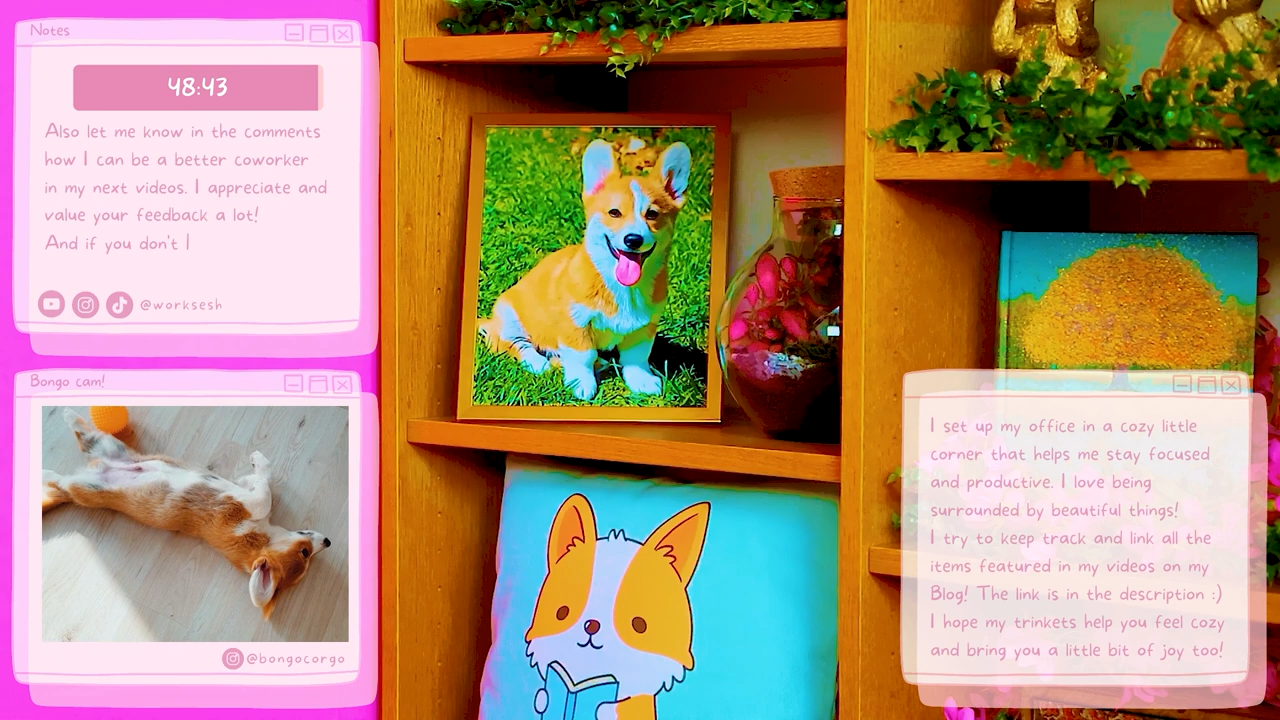 Notes
48:43
Also let me know in the comments
how I can be a better coworker
in my next videos. I appreciate and
value your feedback a lot!
And if you don't I
@worksesh
Bongo cam!
@bongocorgo
I set up my office in a cozy little
corner that helps me stay focused
and productive. I love being
surrounded by beautiful things!
I try to keep track and link all the
items featured in my videos on my
Blog! The link is in the description :)
I hope my trinkets help you feel cozy
and bring you a little bit of joy too!